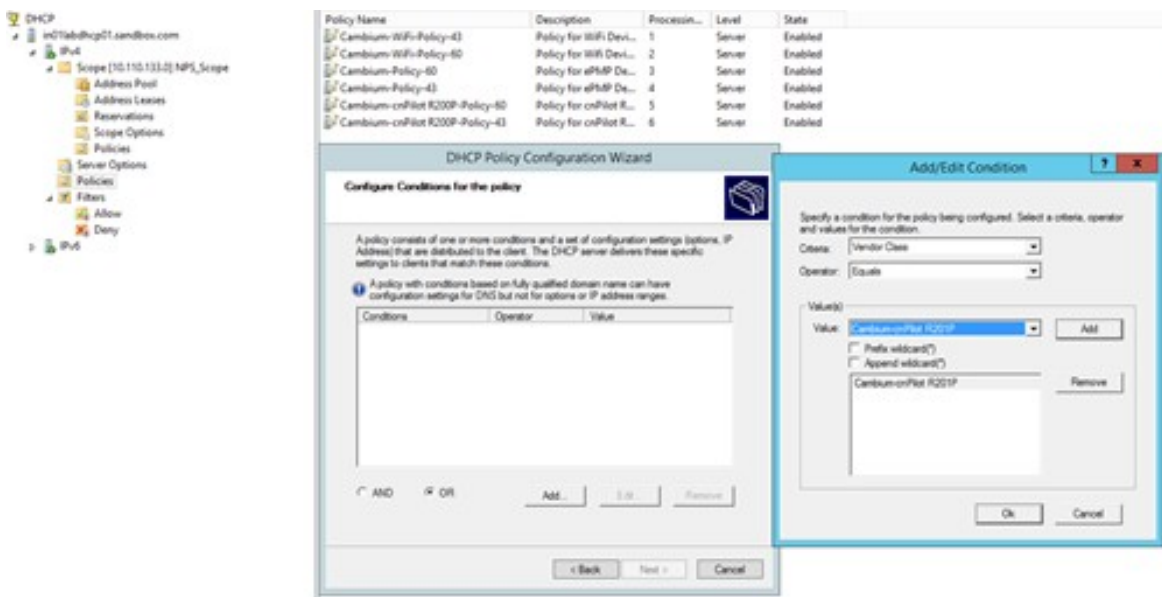 DHCP
in01labdhcp01.sandbox.com
IPv4
Scope [10.110.133.0] NPS_Scope
Address Pool
Address Leases
Reservations
Scope Options
Policies
Server Options
Policies
Filters
Allow
Deny
IPv6
Policy Name Description Processin... Level State
Cambium-WiFi-Policy-43 Policy for WiFi Devi... 1 Server Enabled
Cambium-WiFi-Policy-60 Policy for WiFi Devi... 2 Server Enabled
Cambium-Policy-60 Policy for ePMP De... 3 Server Enabled
Cambium-Policy-43 Policy for ePMP De... 4 Server Enabled
Cambium-cnPilot R200P-Policy-60 Policy for cnPilot R... 5 Server Enabled
Cambium-cnPilot R200P-Policy-43 Policy for cnPilot R... 6 Server Enabled
DHCP Policy Configuration Wizard
Configure Conditions for the policy
A policy consists of one or more conditions and a set of configuration settings (options, IP
Address) that are distributed to the client. The DHCP server delivers these specific
settings to clients that match these conditions.
A policy with conditions based on fully qualified domain name can have
configuration settings for DNS but not for options or IP address ranges.
Conditions Operator Value
AND OR Add... Edit... Remove
< Back Next > Cancel
Add/Edit Condition ? x
Specify a condition for the policy being configured. Select a criteria, operator
and values for the condition.
Criteria: Vendor Class
Operator: Equals
Value(s)
Value: Cambium-cnPilot R201P Add
Prefix wildcard(*)
Append wildcard(*)
Cambium-cnPilot R201P Remove
Ok Cancel